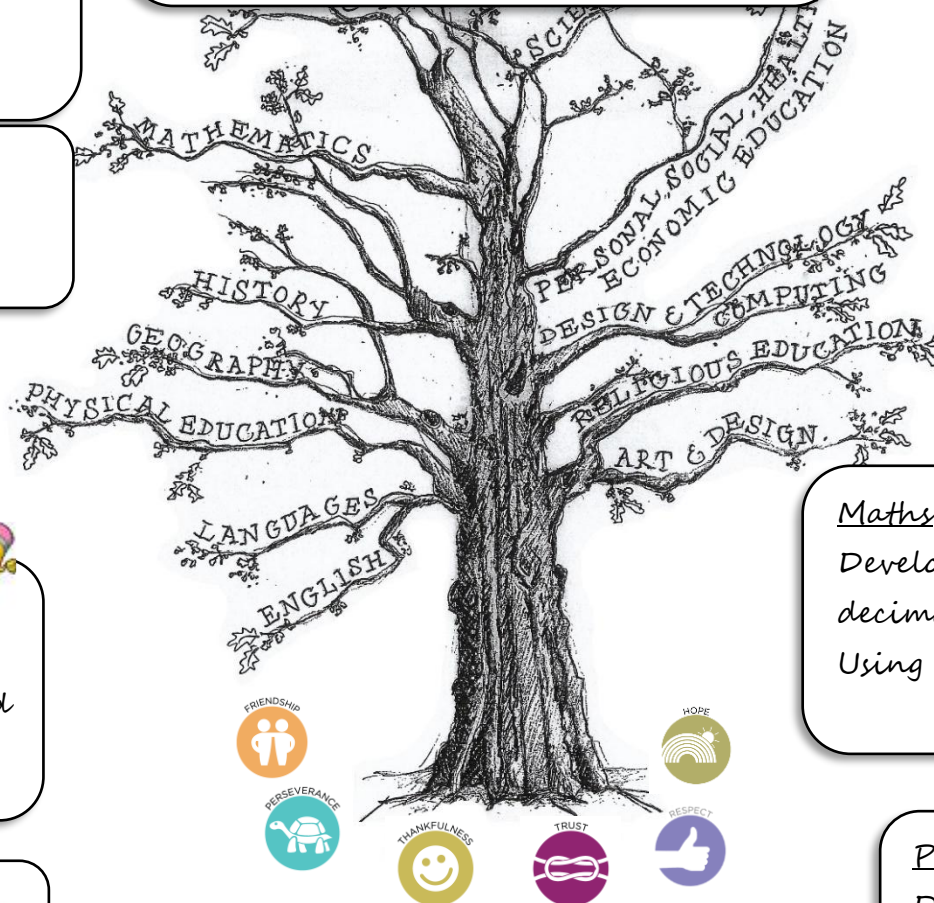 MATHEMATICS
PERSONAL, SOCIAL, HEALTH
ECONOMIC EDUCATION
HISTORY
DESIGN & TECHNOLOGY
COMPUTING
GEOGRAPHY
RELIGIOUS EDUCATION
PHYSICAL EDUCATION
ART & DESIGN
LANGUAGES
ENGLISH
Maths
Using
FRIENDSHIP
HOPE
PERSEVERANCE
THANKFULNESS
TRUST
RESPECT